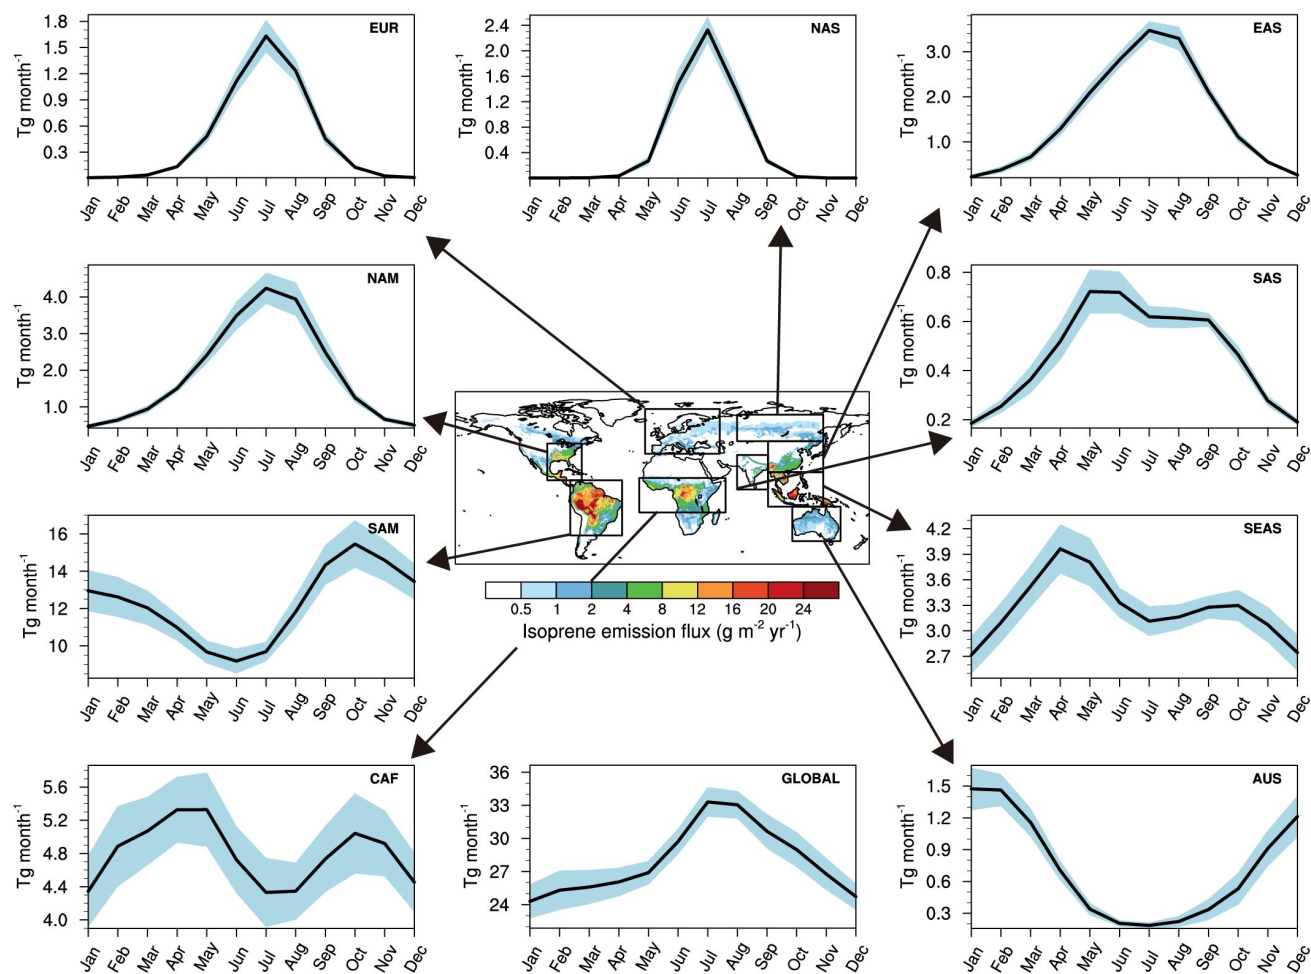 EUR
Tg month⁻¹
1.8
1.5
1.2
0.9
0.6
0.3
Jan Feb Mar Apr May Jun Jul Aug Sep Oct Nov Dec
NAS
Tg month⁻¹
2.4
2.0
1.6
1.2
0.8
0.4
Jan Feb Mar Apr May Jun Jul Aug Sep Oct Nov Dec
EAS
Tg month⁻¹
3.0
2.0
1.0
Jan Feb Mar Apr May Jun Jul Aug Sep Oct Nov Dec
NAM
Tg month⁻¹
4.0
3.0
2.0
1.0
Jan Feb Mar Apr May Jun Jul Aug Sep Oct Nov Dec
SAS
Tg month⁻¹
0.8
0.6
0.4
0.2
Jan Feb Mar Apr May Jun Jul Aug Sep Oct Nov Dec
0.5 1 2 4 8 12 16 20 24
Isoprene emission flux (g m⁻² yr⁻¹)
SAM
Tg month⁻¹
16
14
12
10
Jan Feb Mar Apr May Jun Jul Aug Sep Oct Nov Dec
SEAS
Tg month⁻¹
4.2
3.9
3.6
3.3
3.0
2.7
Jan Feb Mar Apr May Jun Jul Aug Sep Oct Nov Dec
CAF
Tg month⁻¹
5.6
5.2
4.8
4.4
4.0
Jan Feb Mar Apr May Jun Jul Aug Sep Oct Nov Dec
GLOBAL
Tg month⁻¹
36
33
30
27
24
Jan Feb Mar Apr May Jun Jul Aug Sep Oct Nov Dec
AUS
Tg month⁻¹
1.5
1.2
0.9
0.6
0.3
Jan Feb Mar Apr May Jun Jul Aug Sep Oct Nov Dec